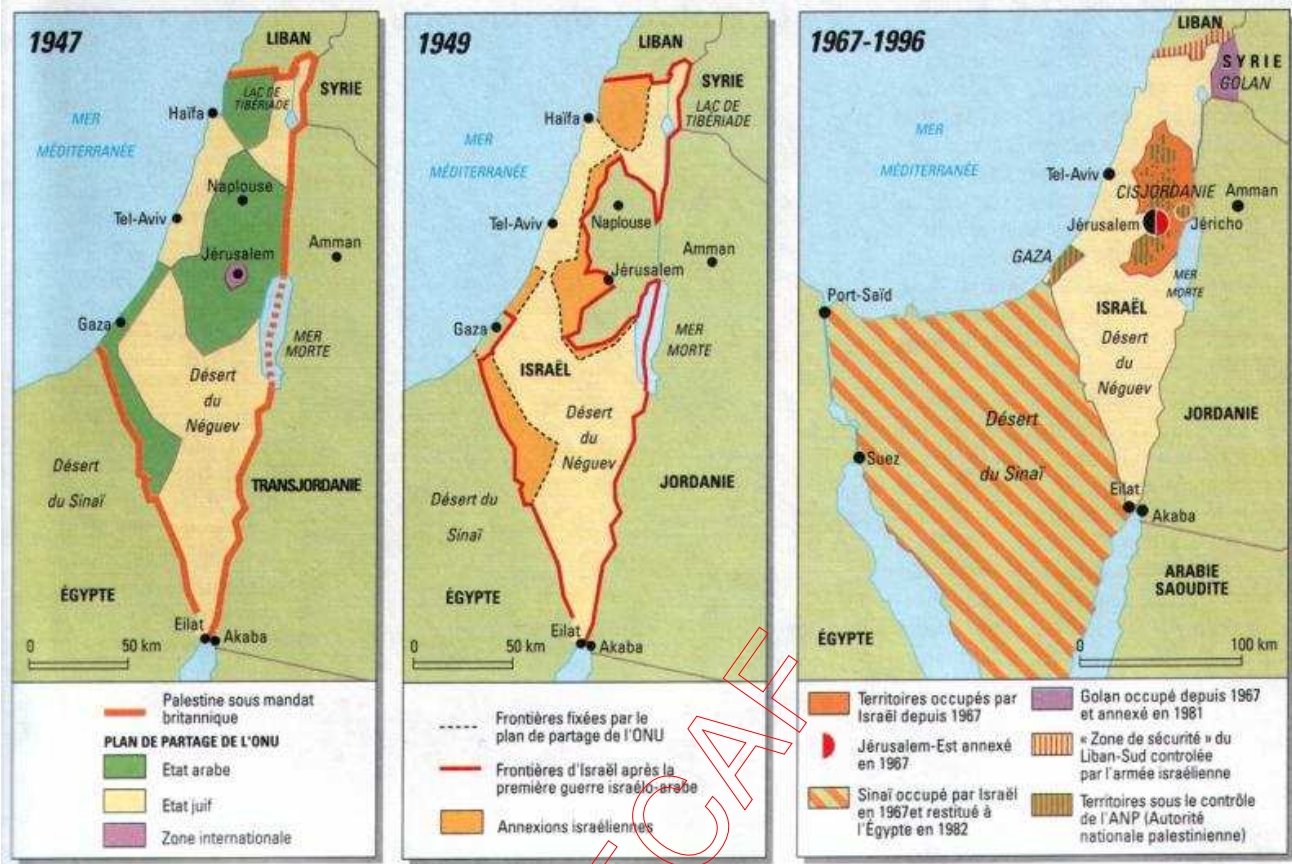 1947
LIBAN
LAC DE
TIBÉRIADE
SYRIE
Haïfa
MER
MÉDITERRANÉE
Naplouse
Tel-Aviv
Jérusalem
Amman
Gaza
MER
MORTE
Désert
du
Néguev
Désert
du Sinaï
TRANSJORDANIE
ÉGYPTE
Eilat
Akaba
0
50 km
Palestine sous mandat
britannique
PLAN DE PARTAGE DE L'ONU
Etat arabe
Etat juif
Zone internationale
1949
LIBAN
SYRIE
LAC DE
TIBÉRIADE
Haïfa
MER
MÉDITERRANÉE
Naplouse
Tel-Aviv
Amman
Jérusalem
Gaza
MER
MORTE
ISRAËL
Désert
du
Néguev
JORDANIE
Désert du
Sinaï
ÉGYPTE
Eilat
Akaba
0
50 km
Frontières fixées par le
plan de partage de l'ONU
Frontières d'Israël après la
première guerre israélo-arabe
Annexions israéliennes
1967-1996
LIBAN
SYRIE
GOLAN
MER
MÉDITERRANÉE
Tel-Aviv
CISJORDANIE
Amman
Jérusalem
Jéricho
GAZA
MER
MORTE
Port-Saïd
ISRAËL
Désert
du
Néguev
JORDANIE
Désert
du Sinaï
Suez
Eilat
Akaba
ARABIE
SAOUDITE
ÉGYPTE
0
100 km
Territoires occupés par
Israël depuis 1967
Jérusalem-Est annexé
en 1967
Sinaï occupé par Israël
en 1967et restitué à
l'Égypte en 1982
Golan occupé depuis 1967
et annexé en 1981
« Zone de sécurité » du
Liban-Sud controlée
par l'armée israélienne
Territoires sous le contrôle
de l'ANP (Autorité
nationale palestinienne)